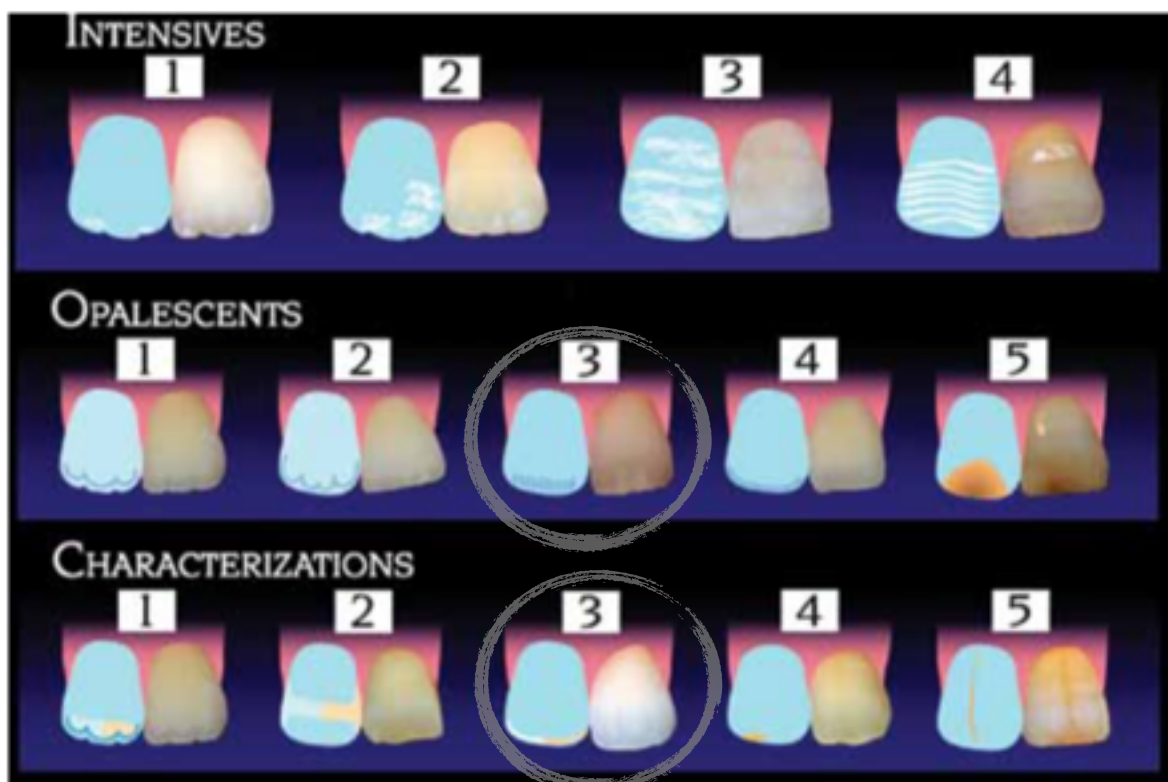 INTENSIVES
1 2 3 4
OPALESCENTS
1 2 3 4 5
CHARACTERIZATIONS
1 2 3 4 5